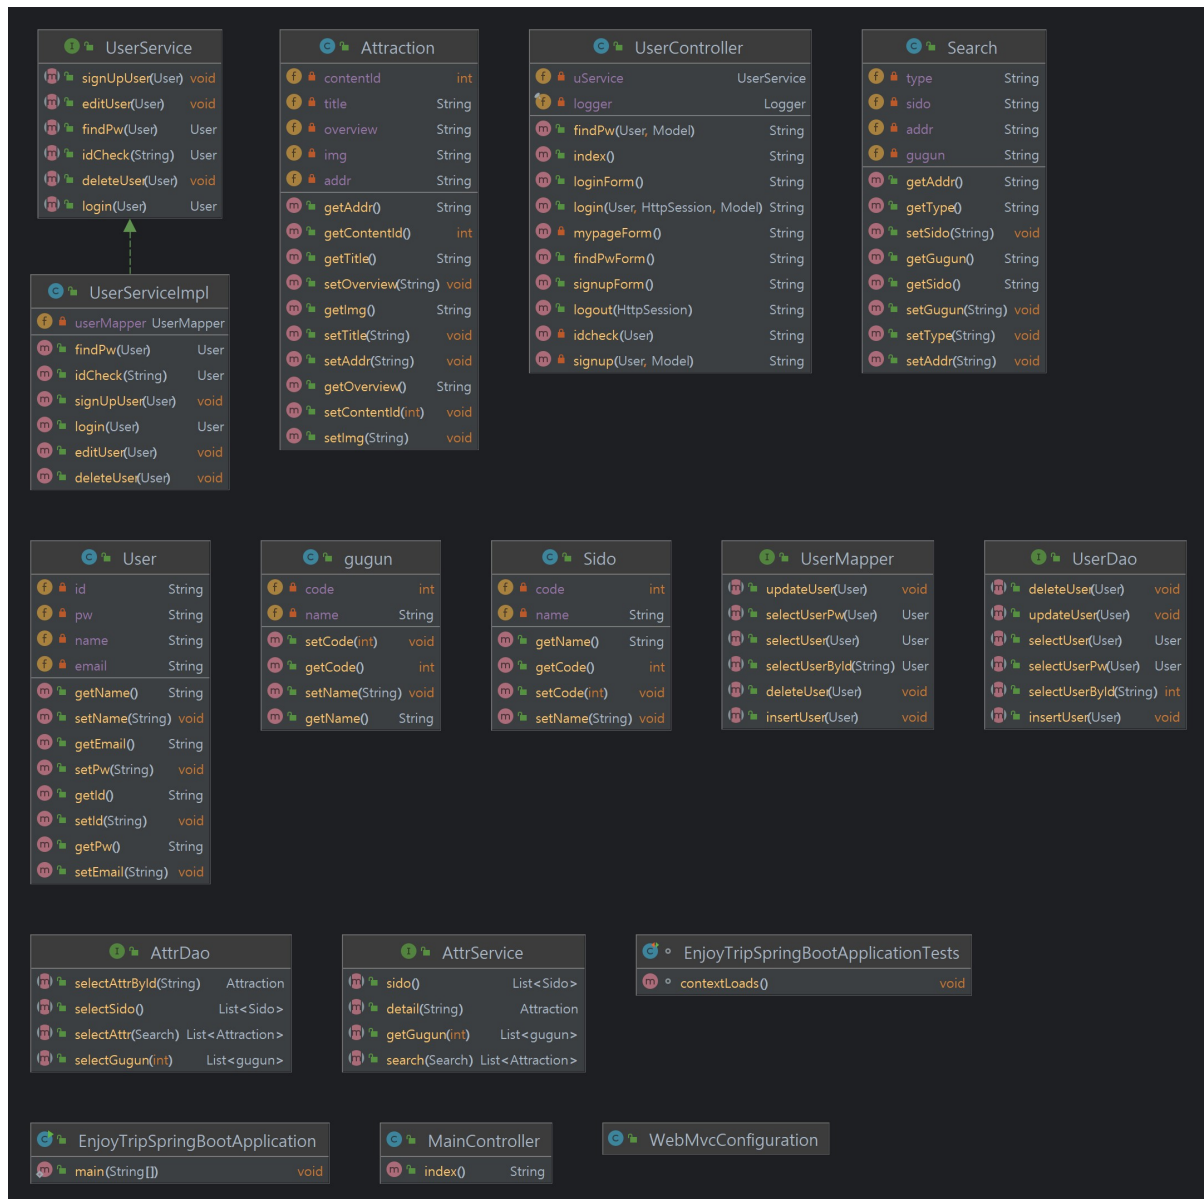 UserService
signUpUser(User) void
editUser(User) void
findPw(User) User
idCheck(String) User
deleteUser(User) void
login(User) User
Attraction
contentId int
title String
overview String
img String
addr String
getAddr() String
getContentId() int
getTitle() String
setOverview(String) void
getImg() String
setTitle(String) void
setAddr(String) void
getOverview() String
setContentId(int) void
setImg(String) void
UserController
uService UserService
logger Logger
findPw(User, Model) String
index() String
loginForm() String
login(User, HttpSession, Model) String
mypageForm() String
findPwForm() String
signupForm() String
logout(HttpSession) String
idcheck(User) String
signup(User, Model) String
Search
type String
sido String
addr String
gugun String
getAddr() String
getType() String
setSido(String) void
getGugun() String
getSido() String
setGugun(String) void
setType(String) void
setAddr(String) void
UserServiceImpl
userMapper UserMapper
findPw(User) User
idCheck(String) User
signUpUser(User) void
login(User) User
editUser(User) void
deleteUser(User) void
User
id String
pw String
name String
email String
getName() String
setName(String) void
getEmail() String
setPw(String) void
getId() String
setId(String) void
getPw() String
setEmail(String) void
gugun
code int
name String
setCode(int) void
getCode() int
setName(String) void
getName() String
Sido
code int
name String
getName() String
getCode() int
setCode(int) void
setName(String) void
UserMapper
updateUser(User) void
selectUserPw(User) User
selectUser(User) User
selectUserById(String) User
deleteUser(User) void
insertUser(User) void
UserDao
deleteUser(User) void
updateUser(User) void
selectUser(User) User
selectUserPw(User) User
selectUserById(String) int
insertUser(User) void
AttrDao
selectAttrById(String) Attraction
selectSido() List<Sido>
selectAttr(Search) List<Attraction>
selectGugun(int) List<gugun>
AttrService
sido() List<Sido>
detail(String) Attraction
getGugun(int) List<gugun>
search(Search) List<Attraction>
EnjoyTripSpringBootApplicationTests
contextLoads() void
EnjoyTripSpringBootApplication
main(String[]) void
MainController
index() String
WebMvcConfiguration